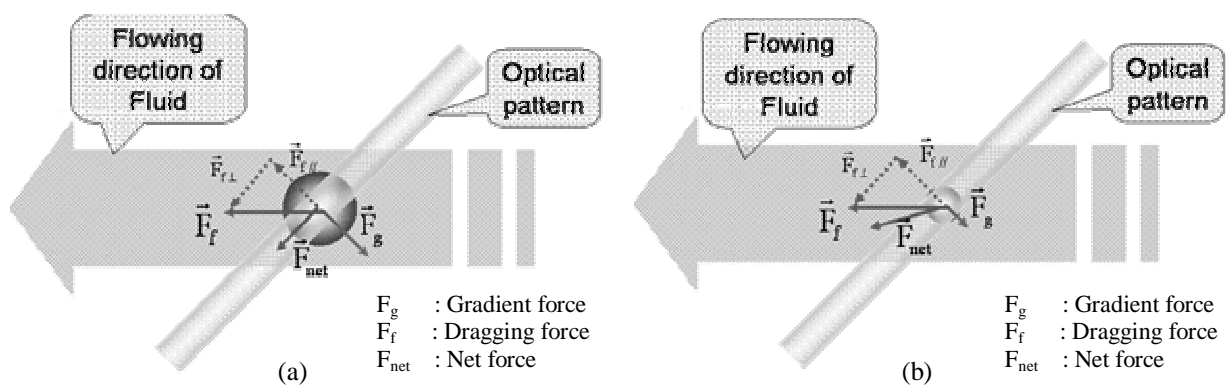 Flowing
direction of
Fluid
Optical
pattern
F⃗f⊥
F⃗f//
F⃗f
F⃗g
F⃗net
Fg : Gradient force
Ff : Dragging force
Fnet : Net force
(a)
Flowing
direction of
Fluid
Optical
pattern
F⃗f⊥
F⃗f//
F⃗f
F⃗g
F⃗net
Fg : Gradient force
Ff : Dragging force
Fnet : Net force
(b)